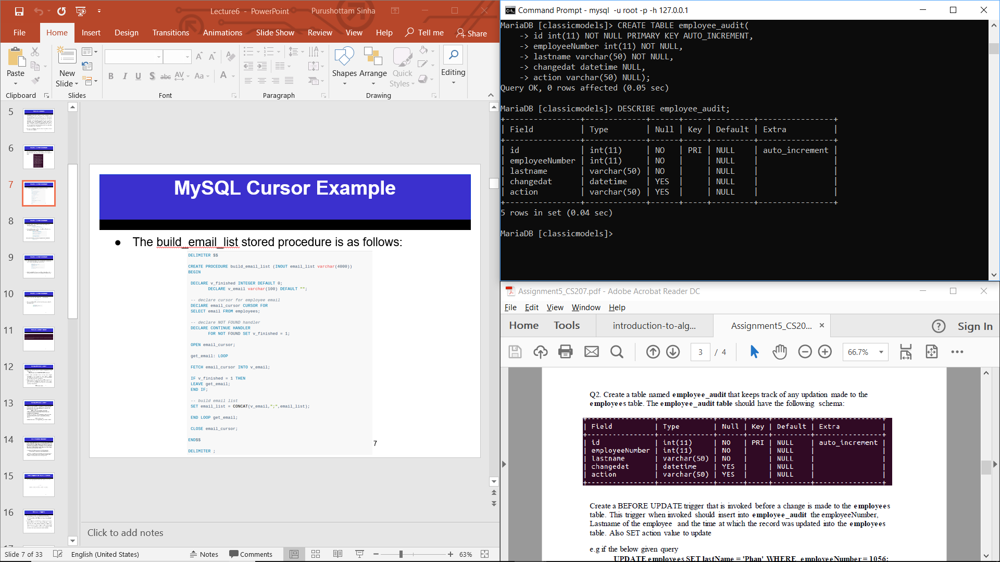 Lecture6 - PowerPoint
Purushottam Sinha
File Home Insert Design Transitions Animations Slide Show Review View Help Tell me Share
Paste
New Slide
B I U S abc AV Aa A
Shapes Arrange Quick Styles
Editing
Clipboard Slides Font Paragraph Drawing
5
6
7
8
9
10
11
12
13
14
15
16
MySQL Cursor Example
● The build_email_list stored procedure is as follows:
DELIMITER $$
CREATE PROCEDURE build_email_list (INOUT email_list varchar(4000))
BEGIN
DECLARE v_finished INTEGER DEFAULT 0;
DECLARE v_email varchar(100) DEFAULT "";
-- declare cursor for employee email
DECLARE email_cursor CURSOR FOR
SELECT email FROM employees;
-- declare NOT FOUND handler
DECLARE CONTINUE HANDLER
FOR NOT FOUND SET v_finished = 1;
OPEN email_cursor;
get_email: LOOP
FETCH email_cursor INTO v_email;
IF v_finished = 1 THEN
LEAVE get_email;
END IF;
-- build email list
SET email_list = CONCAT(v_email,";",email_list);
END LOOP get_email;
CLOSE email_cursor;
END$$
DELIMITER ;
7
Click to add notes
Slide 7 of 33 English (United States) Notes Comments 63%
Command Prompt - mysql -u root -p -h 127.0.0.1
MariaDB [classicmodels]> CREATE TABLE employee_audit(
-> id int(11) NOT NULL PRIMARY KEY AUTO_INCREMENT,
-> employeeNumber int(11) NOT NULL,
-> lastname varchar(50) NOT NULL,
-> changedat datetime NULL,
-> action varchar(50) NULL);
Query OK, 0 rows affected (0.05 sec)
MariaDB [classicmodels]> DESCRIBE employee_audit;
+----------------+-------------+------+-----+---------+----------------+
| Field          | Type        | Null | Key | Default | Extra          |
+----------------+-------------+------+-----+---------+----------------+
| id             | int(11)     | NO   | PRI | NULL    | auto_increment |
| employeeNumber | int(11)     | NO   |     | NULL    |                |
| lastname       | varchar(50) | NO   |     | NULL    |                |
| changedat      | datetime    | YES  |     | NULL    |                |
| action         | varchar(50) | YES  |     | NULL    |                |
+----------------+-------------+------+-----+---------+----------------+
5 rows in set (0.04 sec)
MariaDB [classicmodels]>
Assignment5_CS207.pdf - Adobe Acrobat Reader DC
File Edit View Window Help
Home Tools introduction-to-alg... Assignment5_CS20... × ? Sign In
3 / 4 66.7%
Q2. Create a table named employee_audit that keeps track of any updation made to the
employees table. The employee_audit table should have the following schema:
+----------------+-------------+------+-----+---------+----------------+
| Field          | Type        | Null | Key | Default | Extra          |
+----------------+-------------+------+-----+---------+----------------+
| id             | int(11)     | NO   | PRI | NULL    | auto_increment |
| employeeNumber | int(11)     | NO   |     | NULL    |                |
| lastname       | varchar(50) | NO   |     | NULL    |                |
| changedat      | datetime    | YES  |     | NULL    |                |
| action         | varchar(50) | YES  |     | NULL    |                |
+----------------+-------------+------+-----+---------+----------------+
Create a BEFORE UPDATE trigger that is invoked before a change is made to the employees
table. This trigger when invoked should insert into employee_audit the employeeNumber,
Lastname of the employee and the time at which the record was updated into the employees
table. Also SET action value to update
e.g if the below given query
UPDATE employees SET lastName = 'Phan' WHERE employeeNumber = 1056;